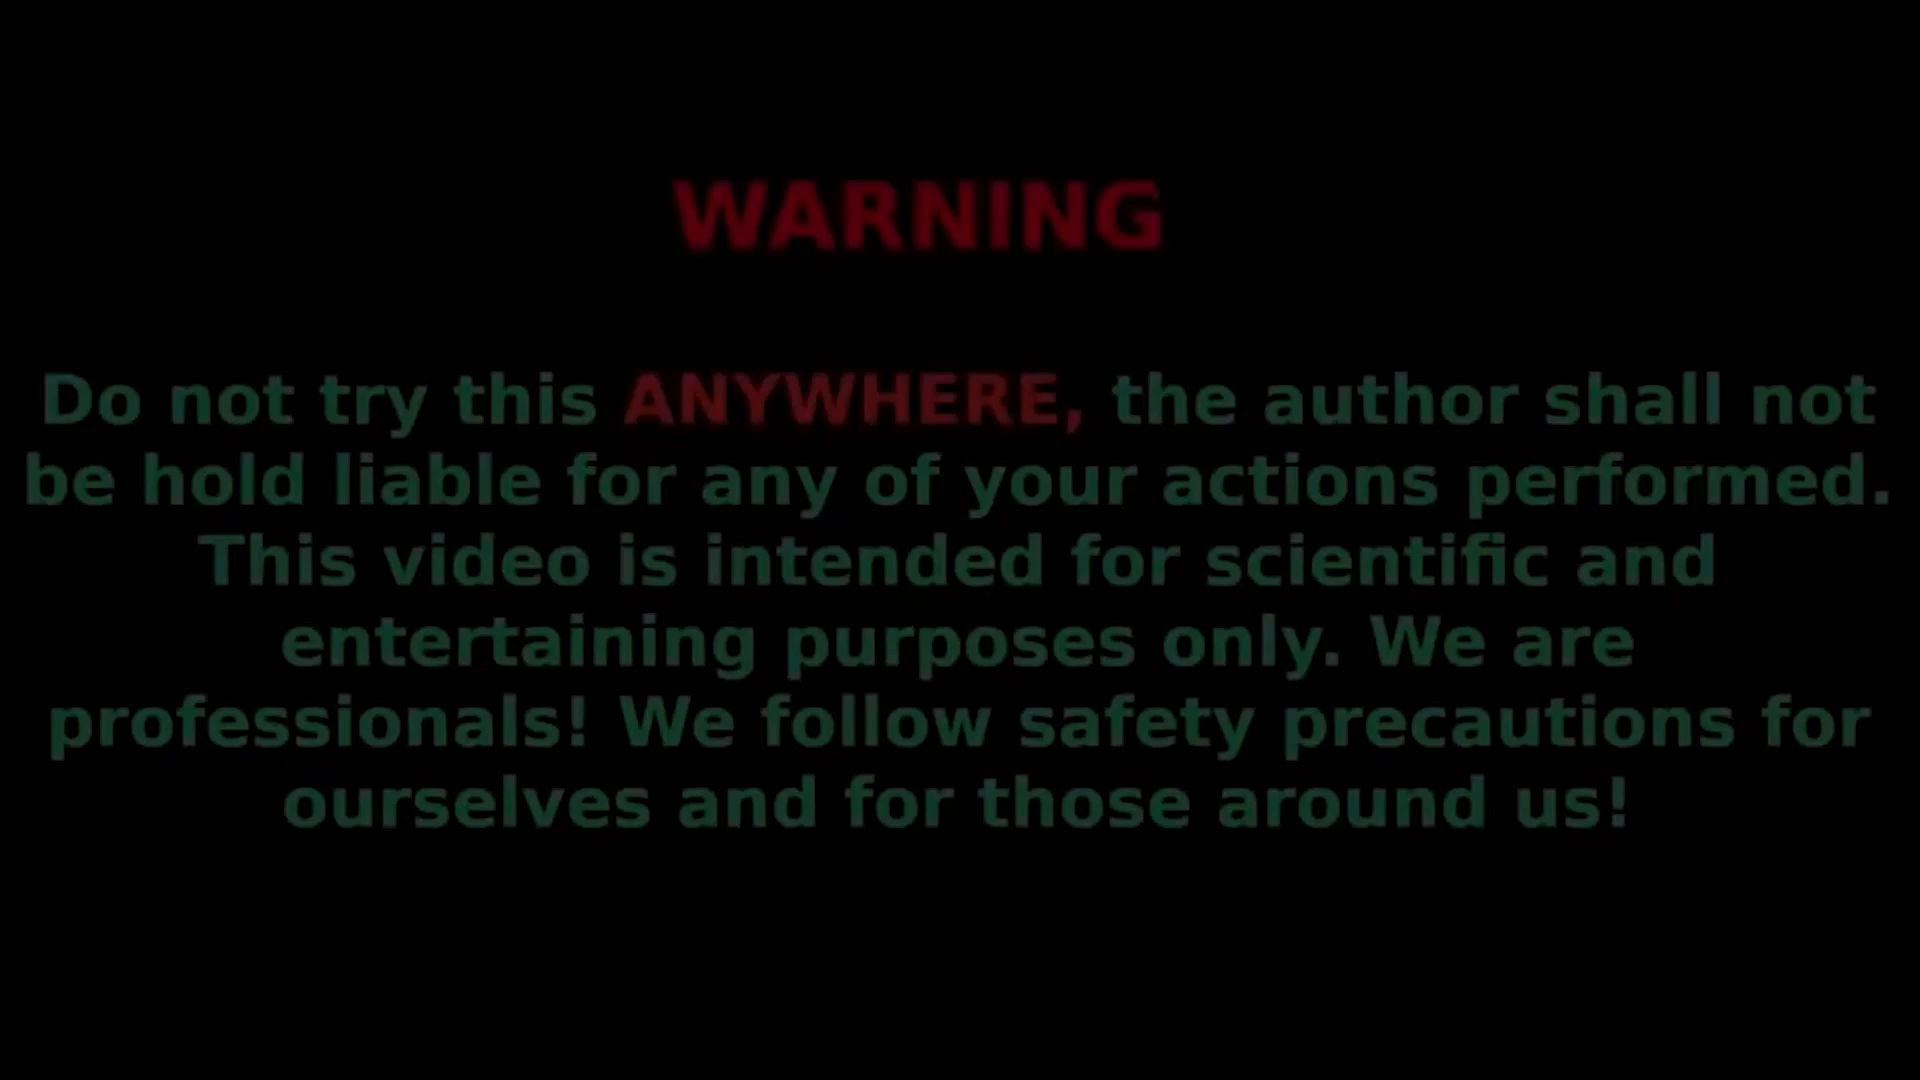 WARNING
Do not try this ANYWHERE, the author shall not
be hold liable for any of your actions performed.
This video is intended for scientific and
entertaining purposes only. We are
professionals! We follow safety precautions for
ourselves and for those around us!